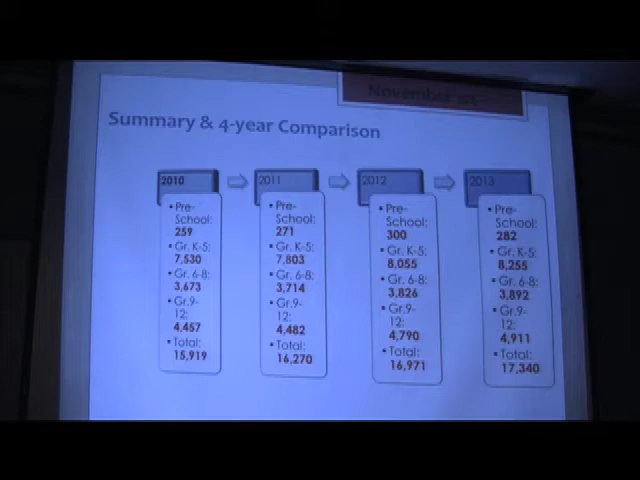 November 1st
Summary & 4-year Comparison
2010
• Pre-
School:
259
• Gr. K-5:
7,530
• Gr. 6-8:
3,673
• Gr.9-
12:
4,457
• Total:
15,919
2011
• Pre-
School:
271
• Gr. K-5:
7,803
• Gr. 6-8:
3,714
• Gr.9-
12:
4,482
• Total:
16,270
2012
• Pre-
School:
300
• Gr. K-5:
8,055
• Gr. 6-8:
3,826
• Gr.9-
12:
4,790
• Total:
16,971
2013
• Pre-
School:
282
• Gr. K-5:
8,255
• Gr. 6-8:
3,892
• Gr.9-
12:
4,911
• Total:
17,340